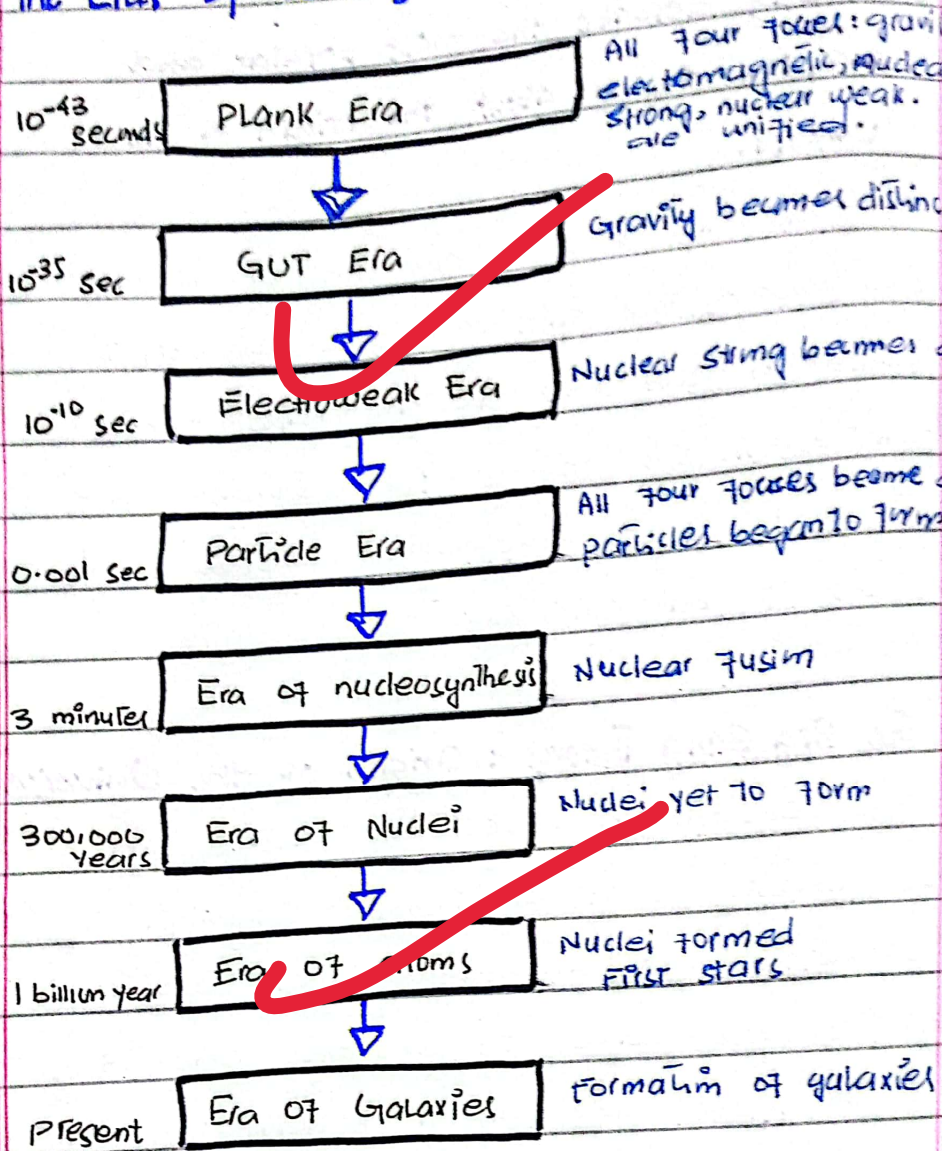 All four forces: gravi
electomagnetic, nuclea
strong, nuclear weak.
are unified.
10⁻⁴³
seconds
PLANK Era
Gravity becomes distinc
10⁻³⁵ sec
GUT Era
Nuclear strong becomes
10⁻¹⁰ sec
Electroweak Era
All four forces become
particles began to form
0.001 sec
Particle Era
Nuclear fusion
3 minutes
Era of nucleosynthesis
Nuclei yet to form
300,000
years
Era of Nuclei
Nuclei formed
First stars
1 billion year
Era of Atoms
Formation of galaxies
Present
Era of Galaxies